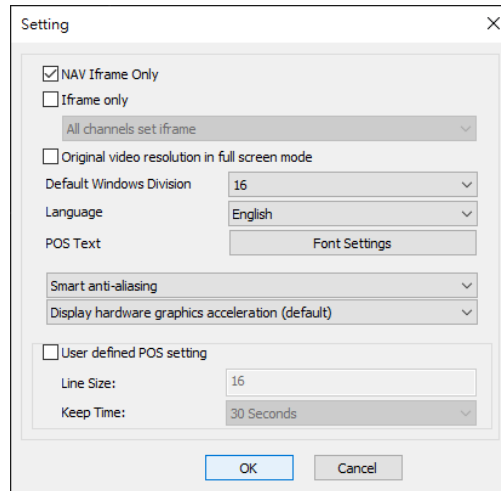 Setting
NAV Iframe Only
Iframe only
All channels set iframe
Original video resolution in full screen mode
Default Windows Division 16
Language English
POS Text Font Settings
Smart anti-aliasing
Display hardware graphics acceleration (default)
User defined POS setting
Line Size: 16
Keep Time: 30 Seconds
OK Cancel